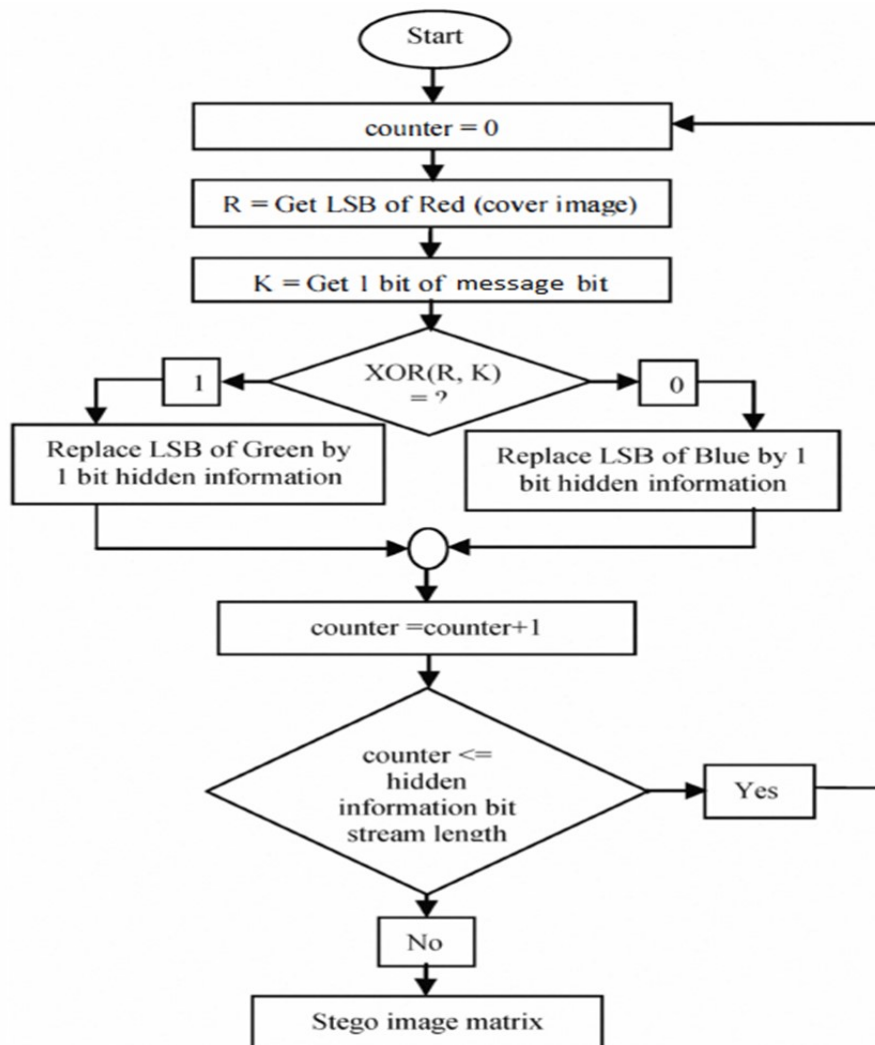 Start
counter = 0
R = Get LSB of Red (cover image)
K = Get 1 bit of message bit
XOR(R, K)
= ?
1
0
Replace LSB of Green by
1 bit hidden information
Replace LSB of Blue by 1
bit hidden information
counter =counter+1
counter <=
hidden
information bit
stream length
Yes
No
Stego image matrix